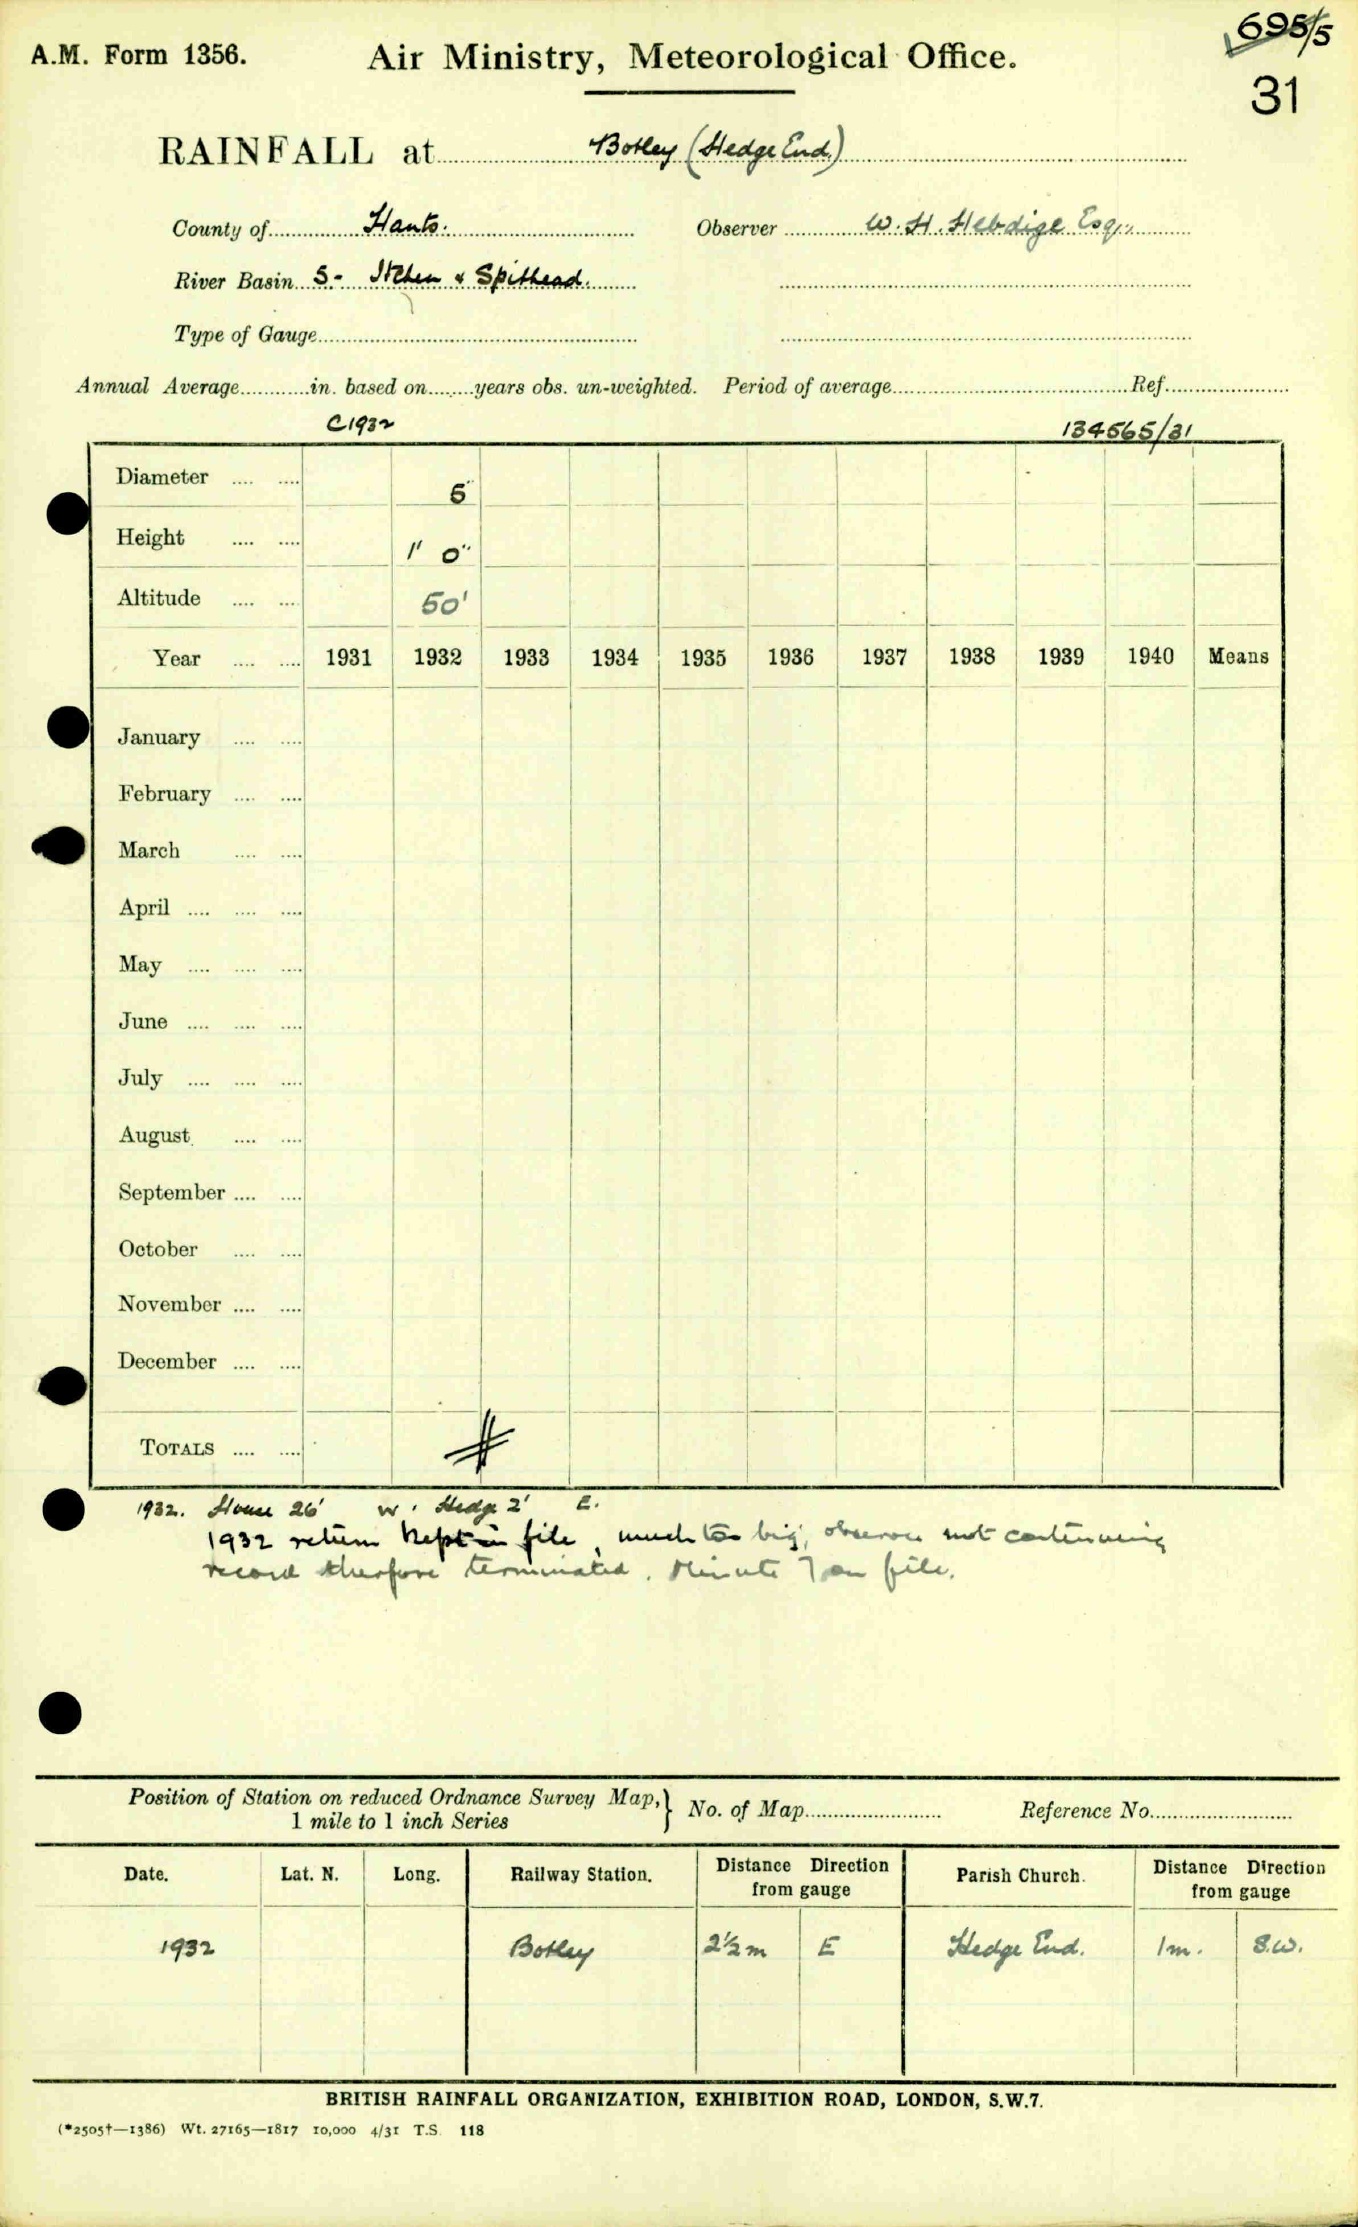 A.M. Form 1356.
Air Ministry, Meteorological Office.
695/5
31
RAINFALL at Botley (Hedge End)
County of Hants. Observer W. H. Hebdige Esq.,
River Basin 5- Itchen & Spithead.
Type of Gauge
Annual Average in. based on years obs. un-weighted. Period of average Ref.
C1932 134565/31
Diameter .... .... 5"
Height .... .... 1' 0"
Altitude .... .... 50'
Year .... .... 1931 1932 1933 1934 1935 1936 1937 1938 1939 1940 Means
January .... ....
February .... ....
March .... ....
April .... .... ....
May .... .... ....
June .... .... ....
July .... .... ....
August .... ....
September .... ....
October .... ....
November .... ....
December .... ....
TOTALS .... ....
1932. House 26' W. Hedge 2' E.
1932 return kept in file, much too big, observer not continuing
record therefore terminated. Minute 7 on file.
Position of Station on reduced Ordnance Survey Map,} No. of Map Reference No.
1 mile to 1 inch Series
Date. Lat. N. Long. Railway Station. Distance Direction from gauge Parish Church. Distance Direction from gauge
1932 Botley 2½ m E Hedge End. 1m. S.W.
BRITISH RAINFALL ORGANIZATION, EXHIBITION ROAD, LONDON, S.W.7.
(*2505†—1386) Wt. 27165—1817 10,000 4/31 T.S. 118